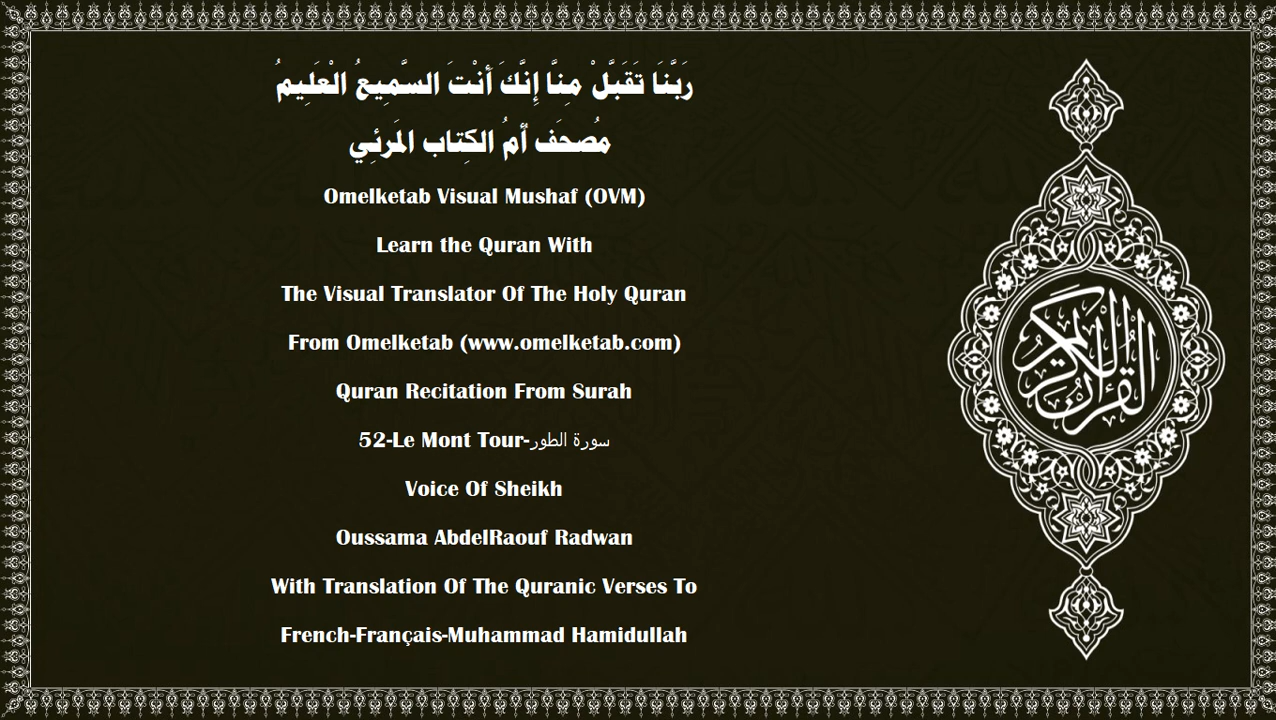 رَبَّنَا تَقَبَّلْ مِنَّا إِنَّكَ أَنْتَ السَّمِيعُ الْعَلِيمُ
مُصحَف أمُ الكِتاب المَرئِي
Omelketab Visual Mushaf (OVM)
Learn the Quran With
The Visual Translator Of The Holy Quran
From Omelketab (www.omelketab.com)
Quran Recitation From Surah
52-Le Mont Tour-سورة الطور
Voice Of Sheikh
Oussama AbdelRaouf Radwan
With Translation Of The Quranic Verses To
French-Français-Muhammad Hamidullah
القرآن الكريم